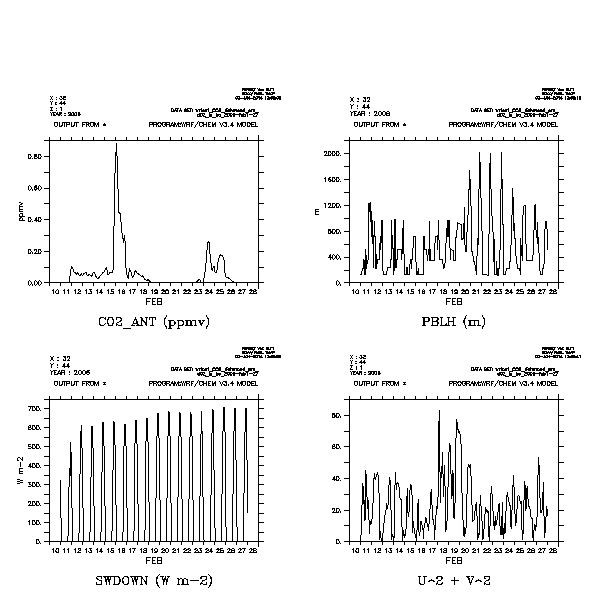 X : 32
Y : 44
Z : 1
YEAR : 2006
OUTPUT FROM *
PROGRAM:WRF/CHEM V3.4 MODEL
0.80
0.60
0.40
0.20
0.00
ppmv
10 11 12 13 14 15 16 17 18 19 20 21 22 23 24 25 26 27 28
FEB
CO2_ANT (ppmv)
X : 32
Y : 44
YEAR : 2006
OUTPUT FROM *
PROGRAM:WRF/CHEM V3.4 MODEL
2000.
1600.
1200.
800.
400.
0.
m
10 11 12 13 14 15 16 17 18 19 20 21 22 23 24 25 26 27 28
FEB
PBLH (m)
X : 32
Y : 44
YEAR : 2006
OUTPUT FROM *
PROGRAM:WRF/CHEM V3.4 MODEL
700.
600.
500.
400.
300.
200.
100.
0.
W m-2
10 11 12 13 14 15 16 17 18 19 20 21 22 23 24 25 26 27 28
FEB
SWDOWN (W m-2)
X : 32
Y : 44
Z : 1
YEAR : 2006
OUTPUT FROM *
PROGRAM:WRF/CHEM V3.4 MODEL
80.
60.
40.
20.
0.
10 11 12 13 14 15 16 17 18 19 20 21 22 23 24 25 26 27 28
FEB
U^2 + V^2